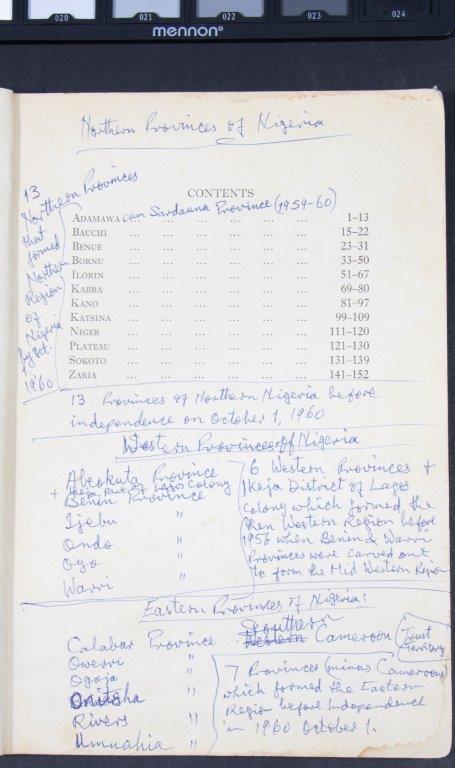 020 021 022 023 024
mennon®
Northern Provinces of Nigeria
13
Northern Provinces
that
formed
Northern
Region
of
Nigeria
by Oct.
1
1960
CONTENTS
ADAMAWA cum Sardauna Province (1959-60) 1–13
BAUCHI ... ... ... ... ... ... 15–22
BENUE ... ... ... ... ... ... 23–31
BORNU ... ... ... ... ... ... 33–50
ILORIN ... ... ... ... ... ... 51–67
KABBA ... ... ... ... ... ... 69–80
KANO ... ... ... ... ... ... 81–97
KATSINA ... ... ... ... ... ... 99–109
NIGER ... ... ... ... ... ... 111–120
PLATEAU ... ... ... ... ... ... 121–130
SOKOTO ... ... ... ... ... ... 131–139
ZARIA ... ... ... ... ... ... 141–152
13 Provinces of Northern Nigeria before
independence on October 1, 1960
Western Provinces of Nigeria
Abeokuta Province
+ part of Lagos Colony
Benin Province
Ijebu "
Ondo "
Oyo "
Warri "
6 Western Provinces +
Ikeja District of Lagos
Colony which formed the
then Western Region before
1956 when Benin & Warri
Provinces were carved out
to form the Mid Western Region
Eastern Provinces of Nigeria:
Calabar Province
Owerri "
Ogoja "
Onitsha "
Rivers "
Umuahia "
Southern
Western Cameroon (Trust
Territory)
7 Provinces (minus Cameroons)
which formed the Eastern
Region before Independence
in 1960 October 1.